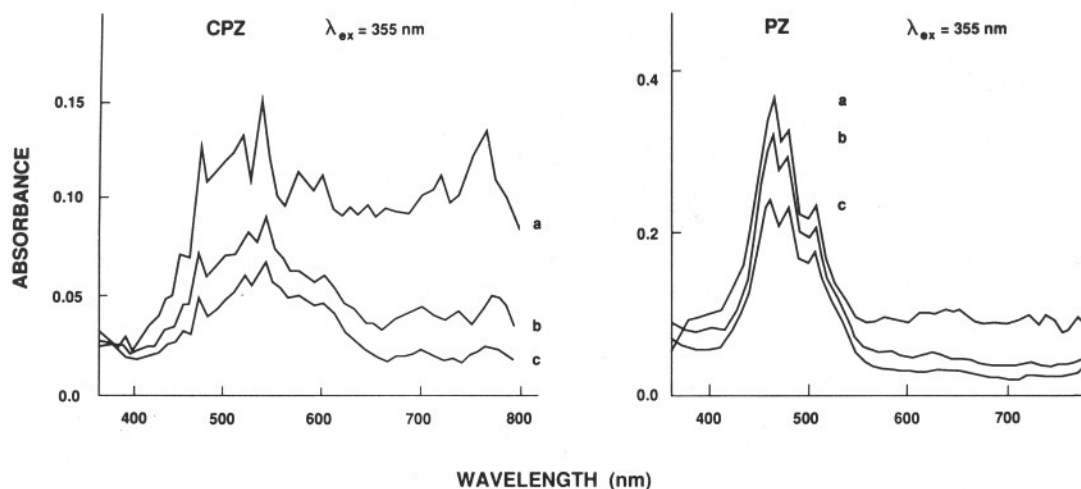 CPZ
λex = 355 nm
ABSORBANCE
0.15
0.10
0.05
0.0
a
b
c
400
500
600
700
800
PZ
λex = 355 nm
0.4
0.2
0.0
a
b
c
400
500
600
700
WAVELENGTH (nm)